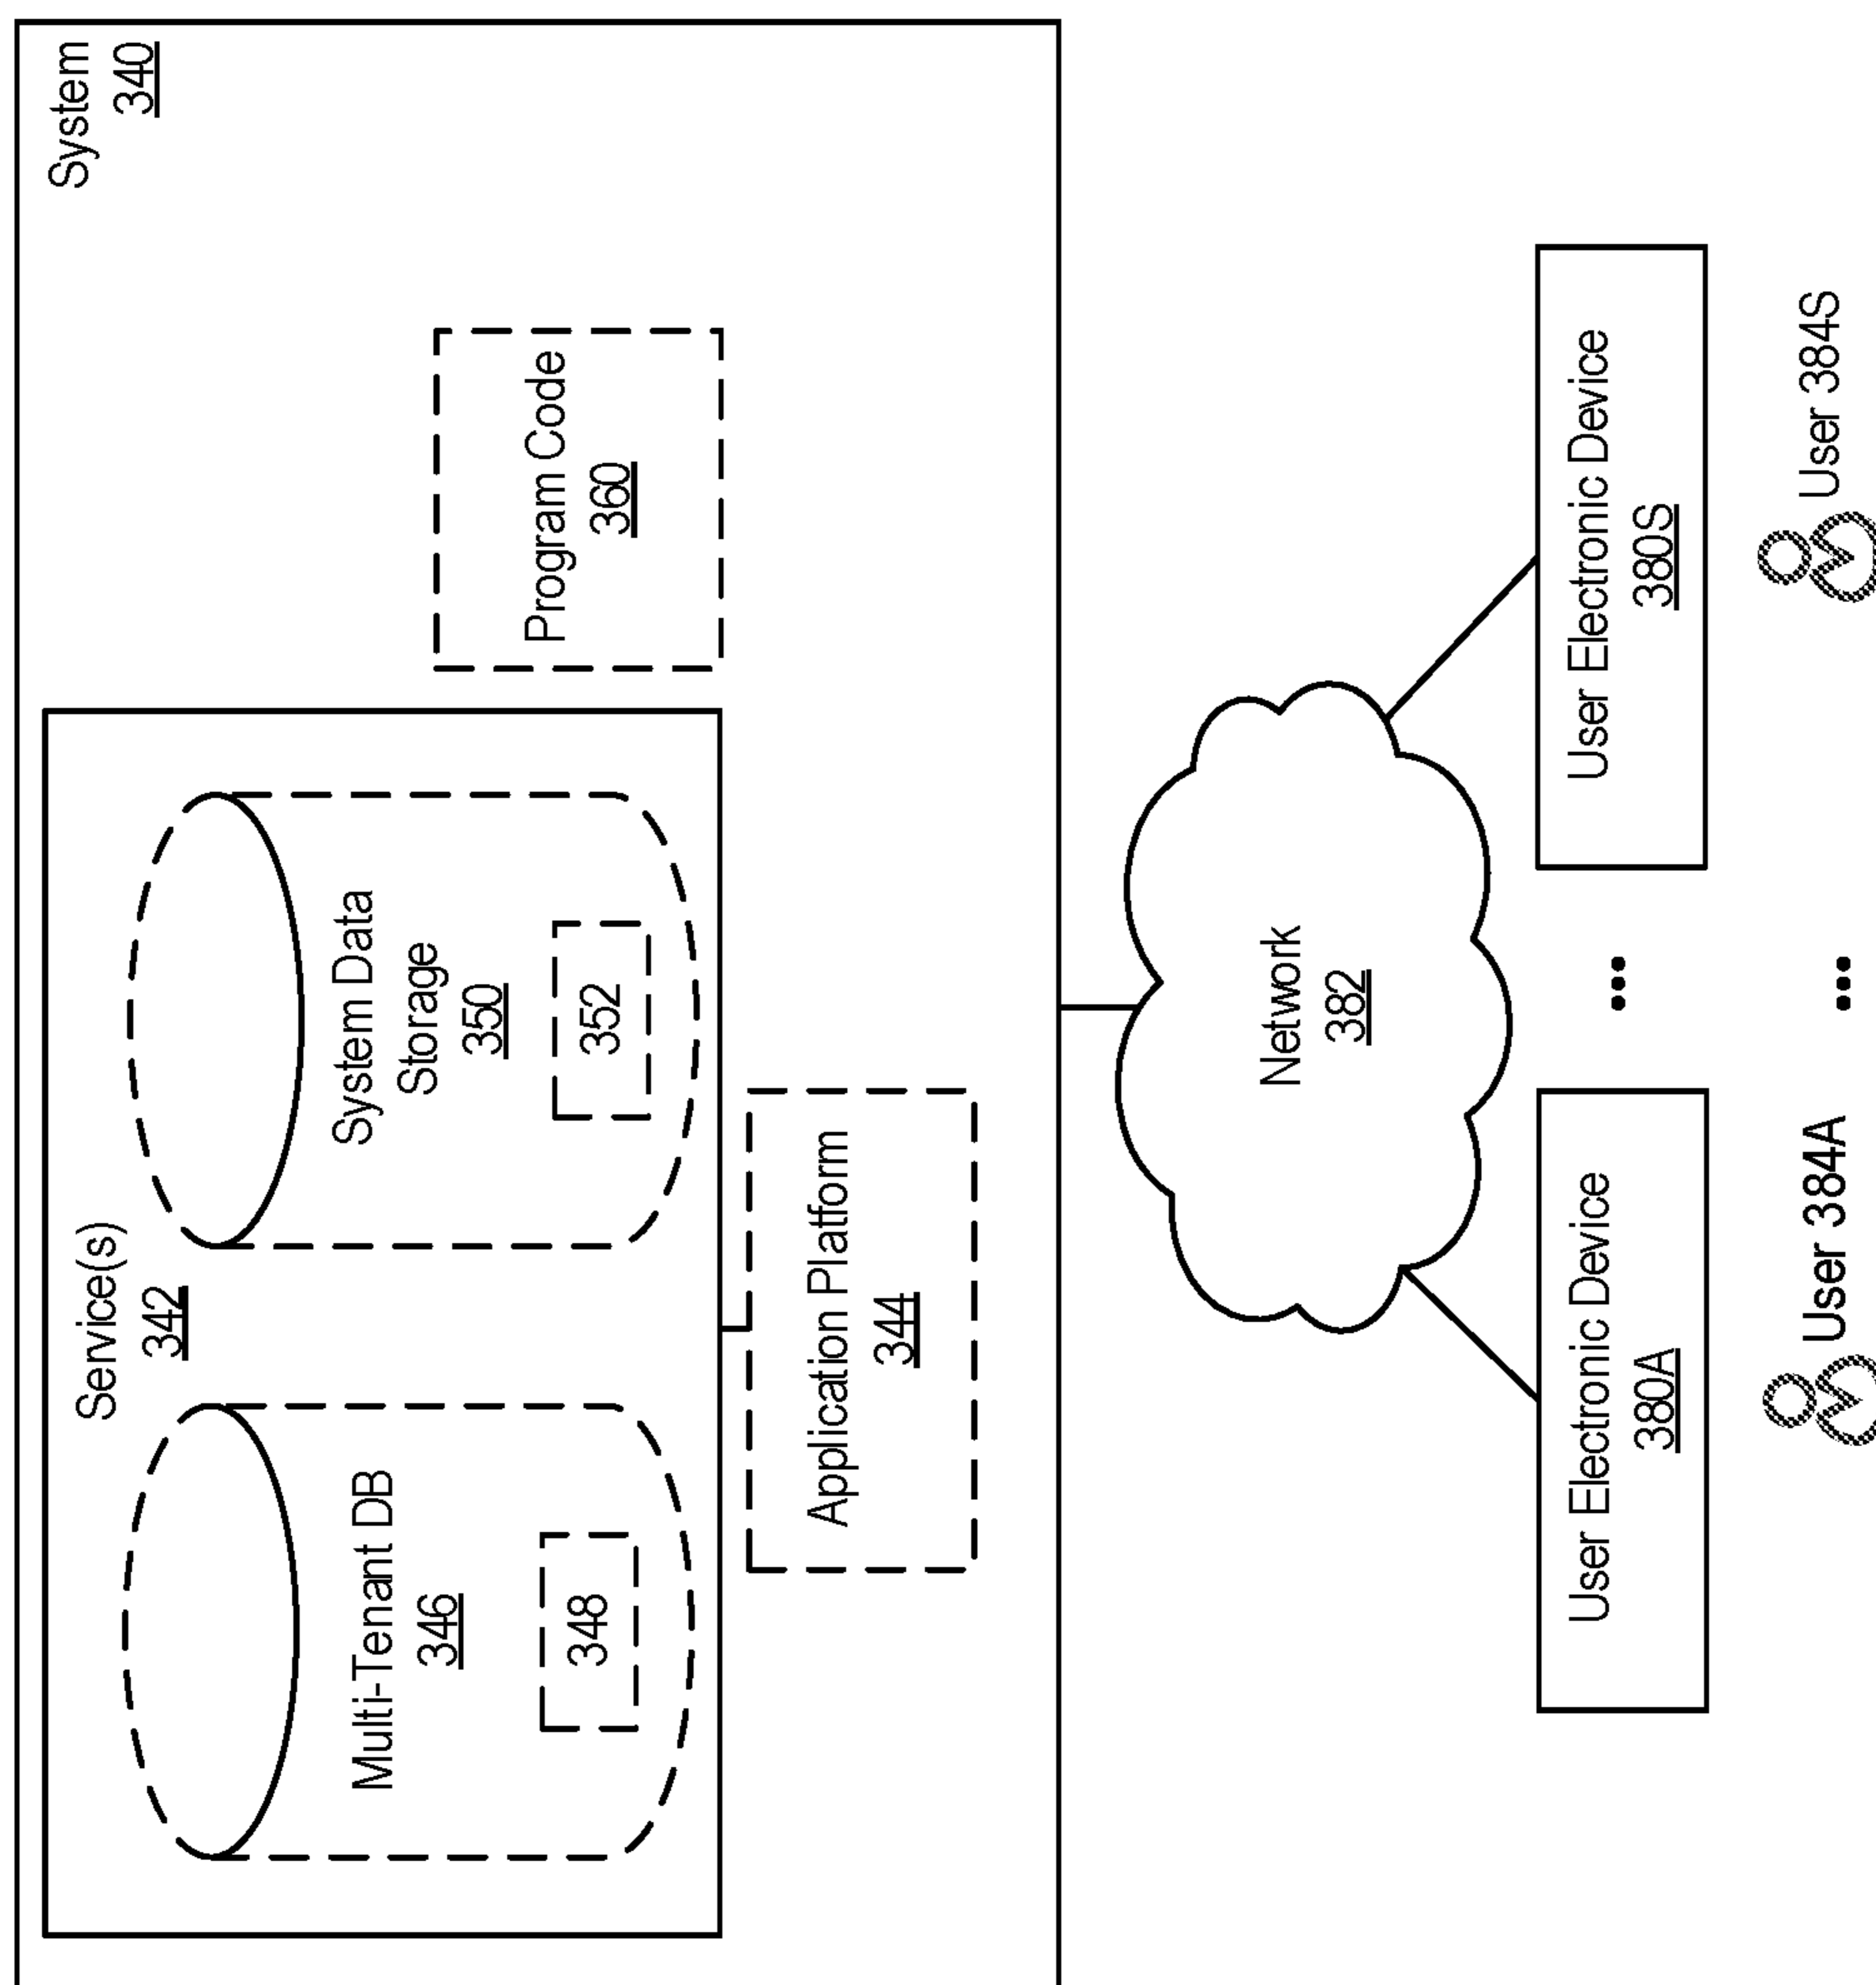 System
340
Service(s)
342
Multi-Tenant DB
346
348
System Data
Storage
350
352
Program Code
360
Application Platform
344
Network
382
User Electronic Device
380A
...
User Electronic Device
380S
User 384A
...
User 384S